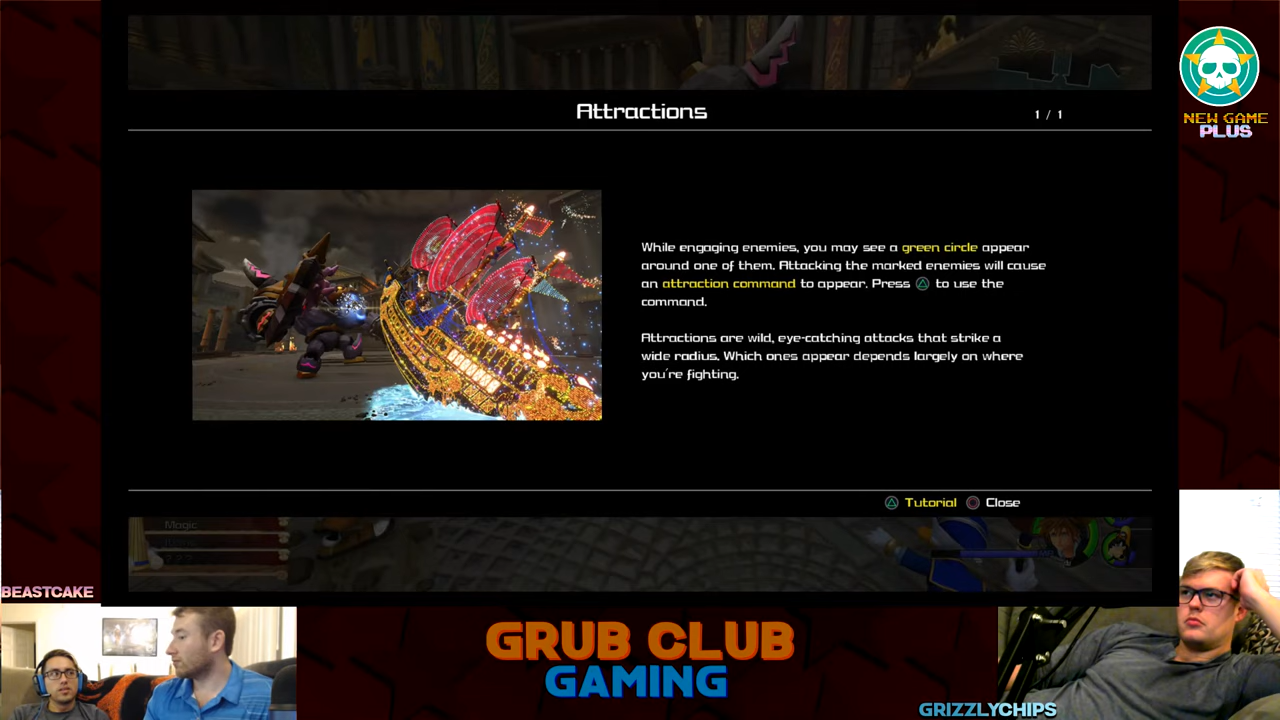 Attractions
1 / 1
NEW GAME
PLUS
While engaging enemies, you may see a green circle appear
around one of them. Attacking the marked enemies will cause
an attraction command to appear. Press to use the
command.
Attractions are wild, eye-catching attacks that strike a
wide radius. Which ones appear depends largely on where
you're fighting.
Tutorial Close
Magic
BEASTCAKE
GRUB CLUB
GAMING
GRIZZLYCHIPS